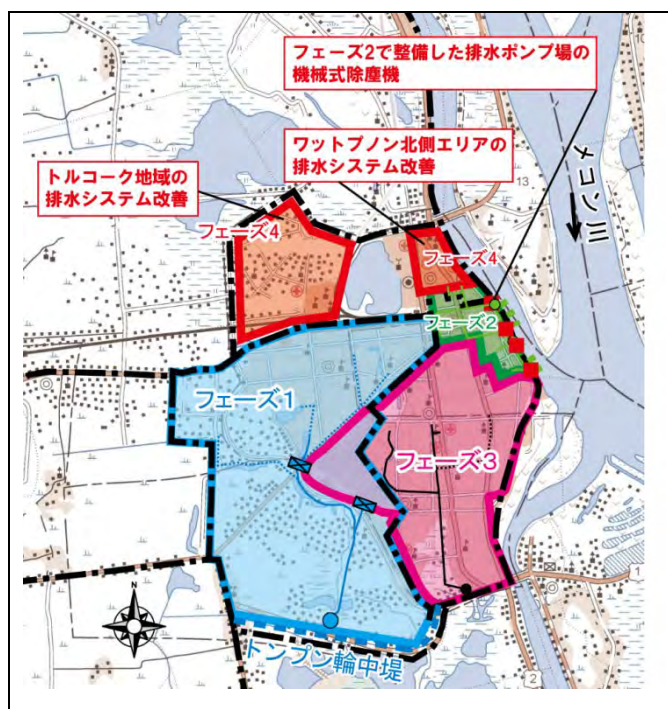 フェーズ2で整備した排水ポンプ場の
機械式除塵機
ワットプノン北側エリアの
排水システム改善
トルコーク地域の
排水システム改善
メコン川
13
フェーズ4
フェーズ4
フェーズ2
フェーズ1
フェーズ3
1
N
トンプン輪中堤
2